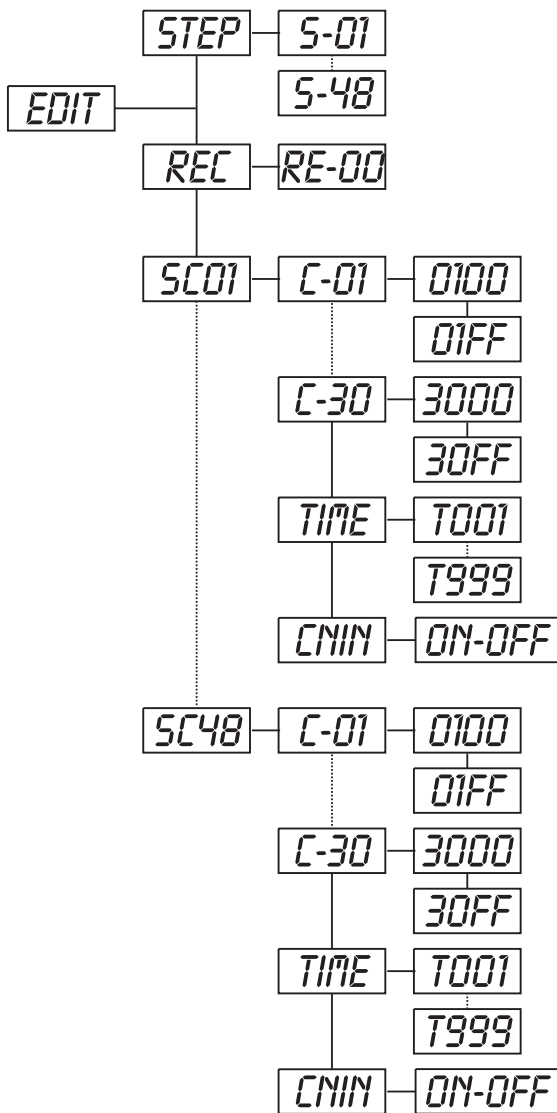 STEP S-01
S-48
EDIT
REC RE-00
SC01 C-01 0100
01FF
C-30 3000
30FF
TIME T001
T999
CNIN ON-OFF
SC48 C-01 0100
01FF
C-30 3000
30FF
TIME T001
T999
CNIN ON-OFF